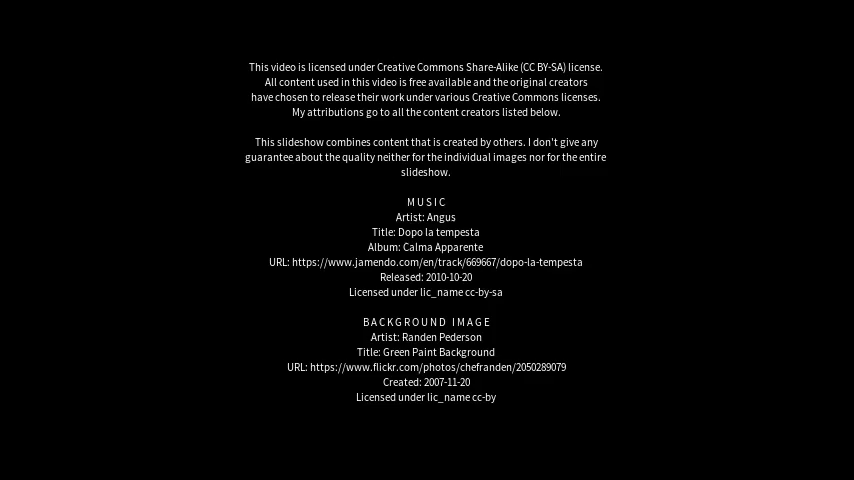 This video is licensed under Creative Commons Share-Alike (CC BY-SA) license.
All content used in this video is free available and the original creators
have chosen to release their work under various Creative Commons licenses.
My attributions go to all the content creators listed below.
This slideshow combines content that is created by others. I don't give any
guarantee about the quality neither for the individual images nor for the entire
slideshow.
MUSIC
Artist: Angus
Title: Dopo la tempesta
Album: Calma Apparente
URL: https://www.jamendo.com/en/track/669667/dopo-la-tempesta
Released: 2010-10-20
Licensed under lic_name cc-by-sa
BACKGROUND IMAGE
Artist: Randen Pederson
Title: Green Paint Background
URL: https://www.flickr.com/photos/chefranden/2050289079
Created: 2007-11-20
Licensed under lic_name cc-by